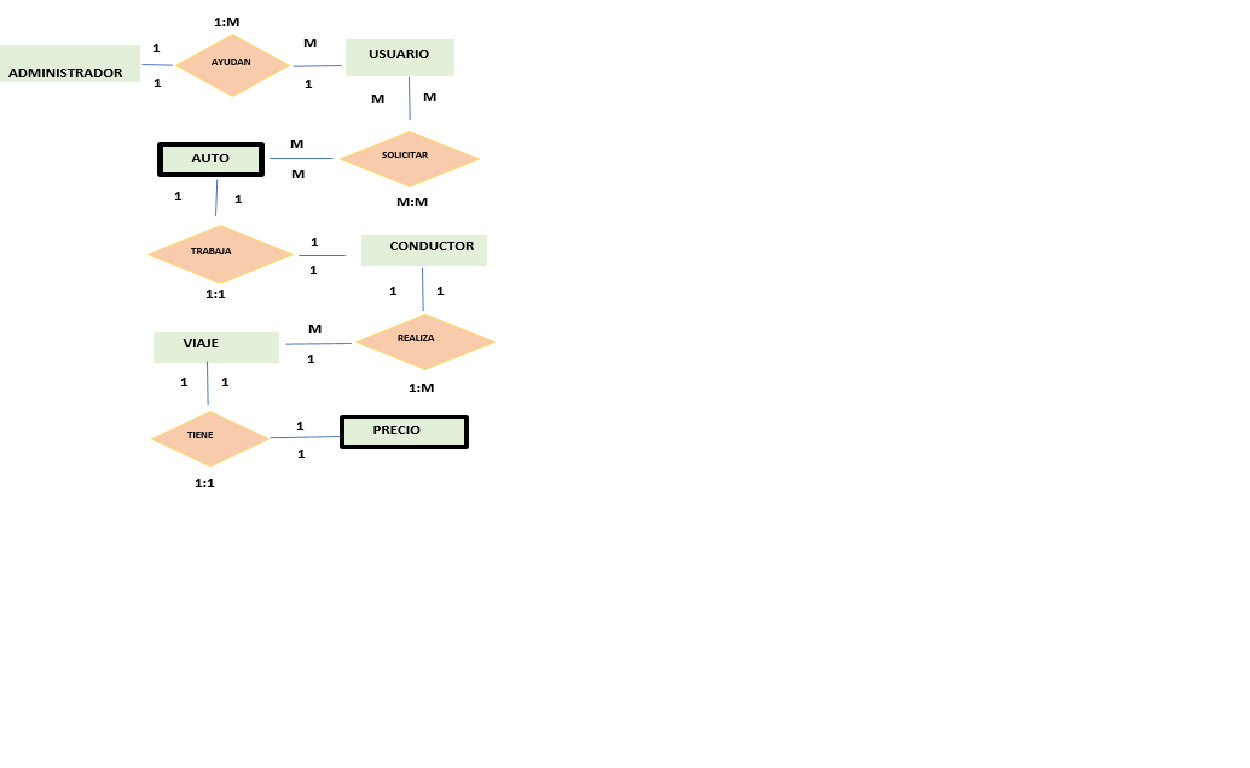 1:M
1
M
ADMINISTRADOR
AYUDAN
USUARIO
1
1
M
M
AUTO
M
SOLICITAR
M
M:M
1
1
TRABAJA
1
CONDUCTOR
1
1:1
1
1
VIAJE
M
REALIZA
1
1:M
1
1
TIENE
1
PRECIO
1
1:1